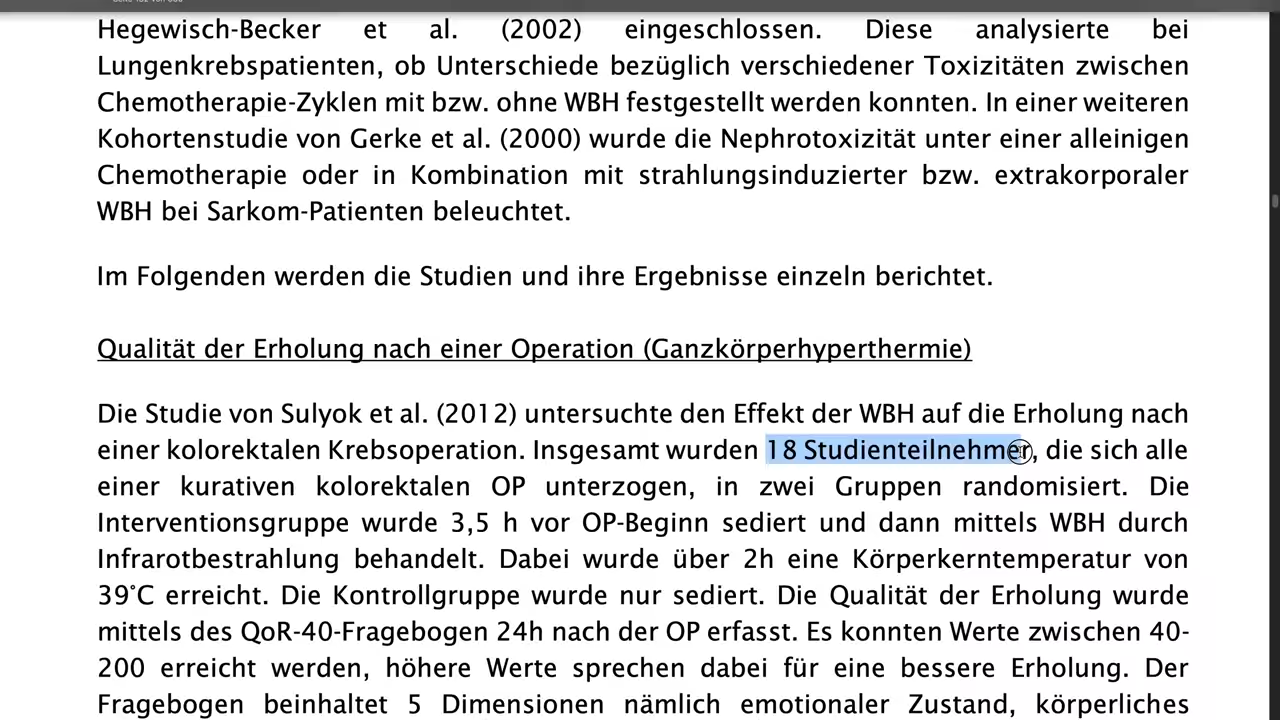 Hegewisch-Becker et al. (2002) eingeschlossen. Diese analysierte bei
Lungenkrebspatienten, ob Unterschiede bezüglich verschiedener Toxizitäten zwischen
Chemotherapie-Zyklen mit bzw. ohne WBH festgestellt werden konnten. In einer weiteren
Kohortenstudie von Gerke et al. (2000) wurde die Nephrotoxizität unter einer alleinigen
Chemotherapie oder in Kombination mit strahlungsinduzierter bzw. extrakorporaler
WBH bei Sarkom-Patienten beleuchtet.
Im Folgenden werden die Studien und ihre Ergebnisse einzeln berichtet.
Qualität der Erholung nach einer Operation (Ganzkörperhyperthermie)
Die Studie von Sulyok et al. (2012) untersuchte den Effekt der WBH auf die Erholung nach
einer kolorektalen Krebsoperation. Insgesamt wurden 18 Studienteilnehmer, die sich alle
einer kurativen kolorektalen OP unterzogen, in zwei Gruppen randomisiert. Die
Interventionsgruppe wurde 3,5 h vor OP-Beginn sediert und dann mittels WBH durch
Infrarotbestrahlung behandelt. Dabei wurde über 2h eine Körperkerntemperatur von
39°C erreicht. Die Kontrollgruppe wurde nur sediert. Die Qualität der Erholung wurde
mittels des QoR-40-Fragebogen 24h nach der OP erfasst. Es konnten Werte zwischen 40-
200 erreicht werden, höhere Werte sprechen dabei für eine bessere Erholung. Der
Fragebogen beinhaltet 5 Dimensionen nämlich emotionaler Zustand, körperliches